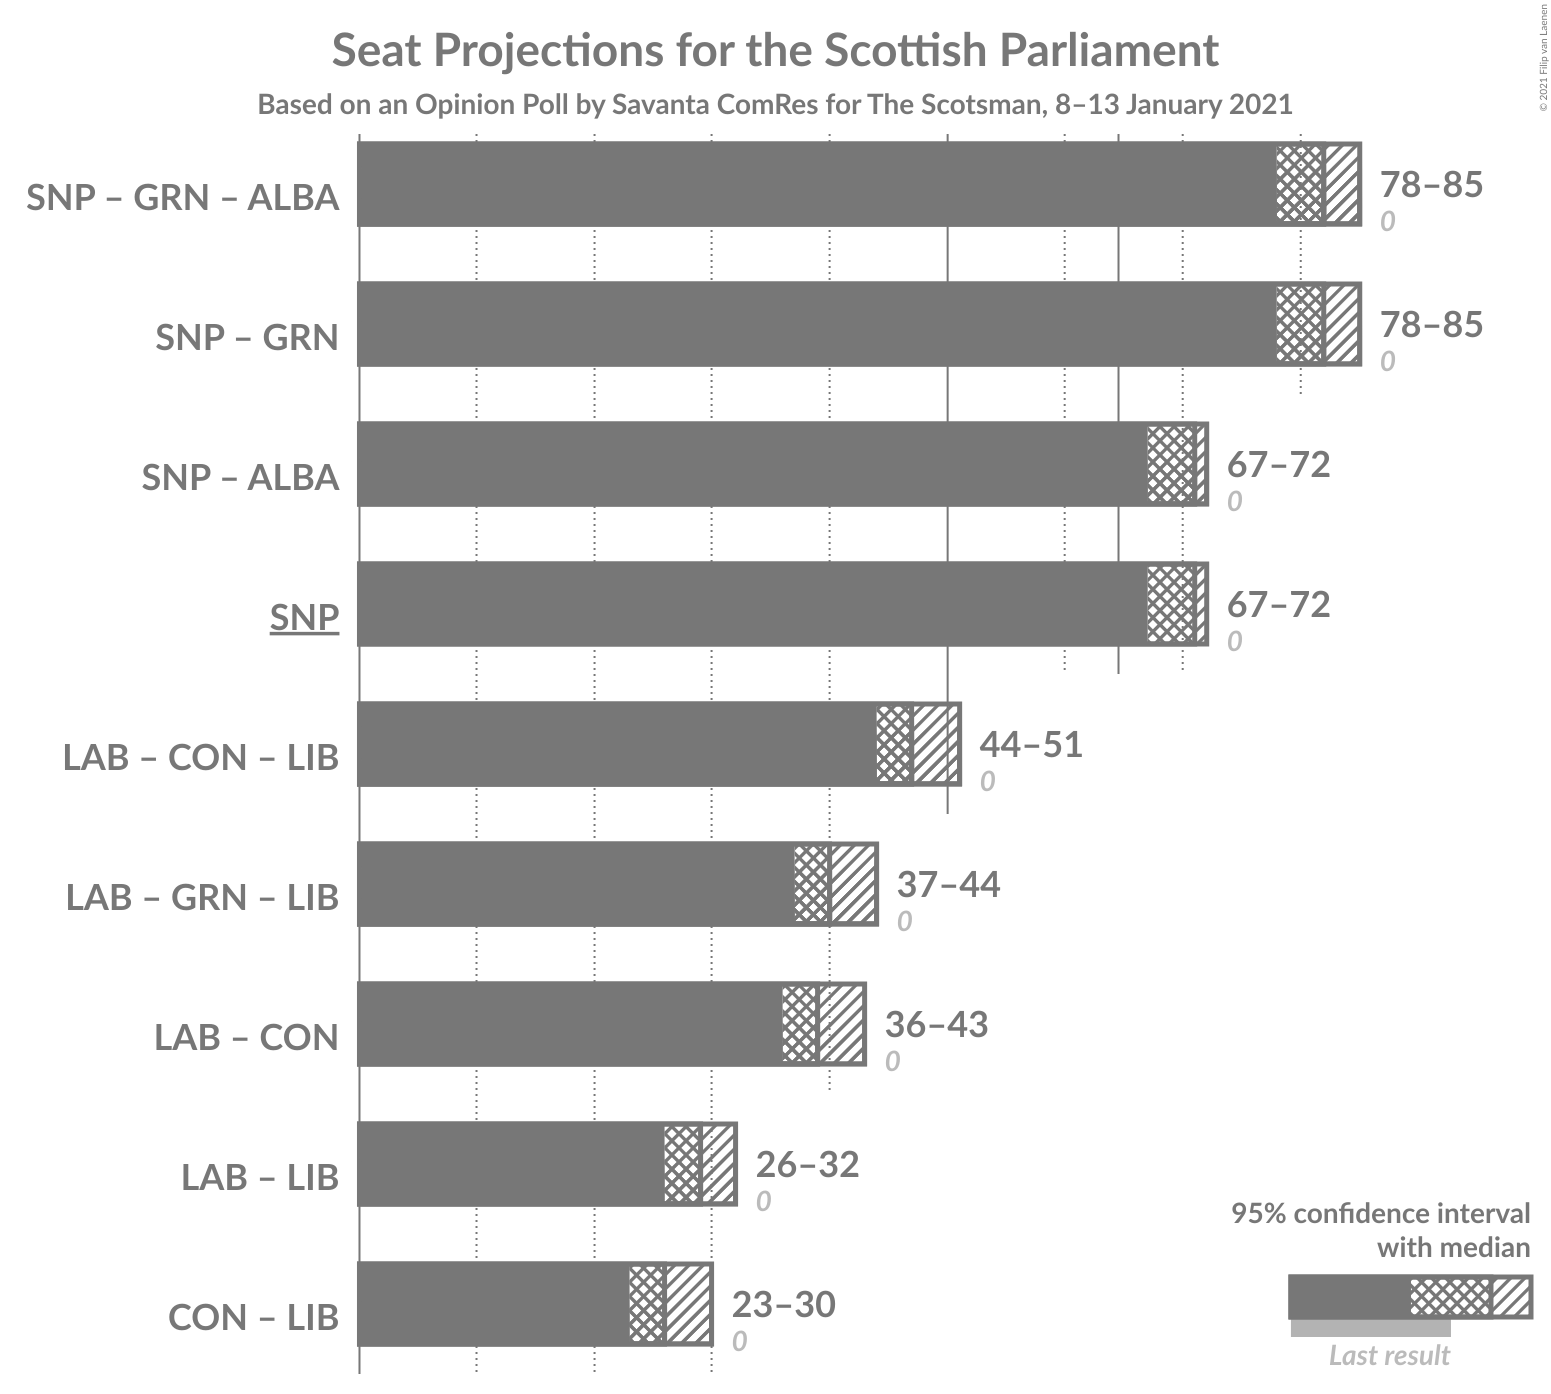 Seat Projections for the Scottish Parliament
Based on an Opinion Poll by Savanta ComRes for The Scotsman, 8–13 January 2021
© 2021 Filip van Laenen
SNP – GRN – ALBA
78–85
0
SNP – GRN
78–85
0
SNP – ALBA
67–72
0
SNP
67–72
0
LAB – CON – LIB
44–51
0
LAB – GRN – LIB
37–44
0
LAB – CON
36–43
0
LAB – LIB
26–32
0
CON – LIB
23–30
0
95% confidence interval
with median
Last result